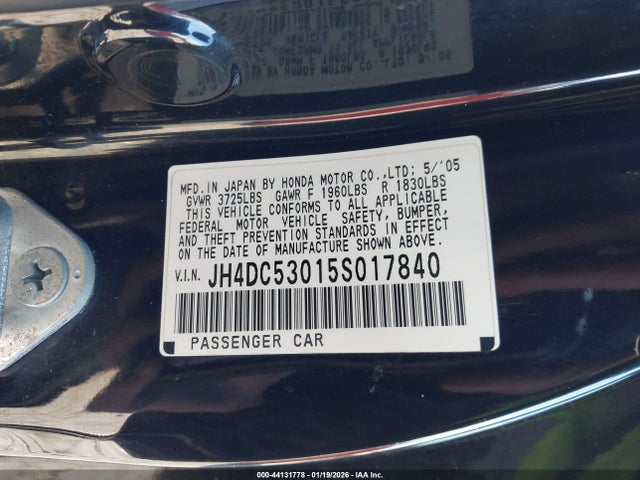 MFD. IN JAPAN BY HONDA MOTOR CO.,LTD; 5/'05
GVWR 3725LBS GAWR F 1960LBS R 1830LBS
THIS VEHICLE CONFORMS TO ALL APPLICABLE
FEDERAL MOTOR VEHICLE SAFETY, BUMPER,
AND THEFT PREVENTION STANDARDS IN EFFECT
ON THE DATE OF MANUFACTURE SHOWN ABOVE.
V.I.N. JH4DC53015S017840
PASSENGER CAR
000-44131778 - 01/19/2026 - IAA Inc.